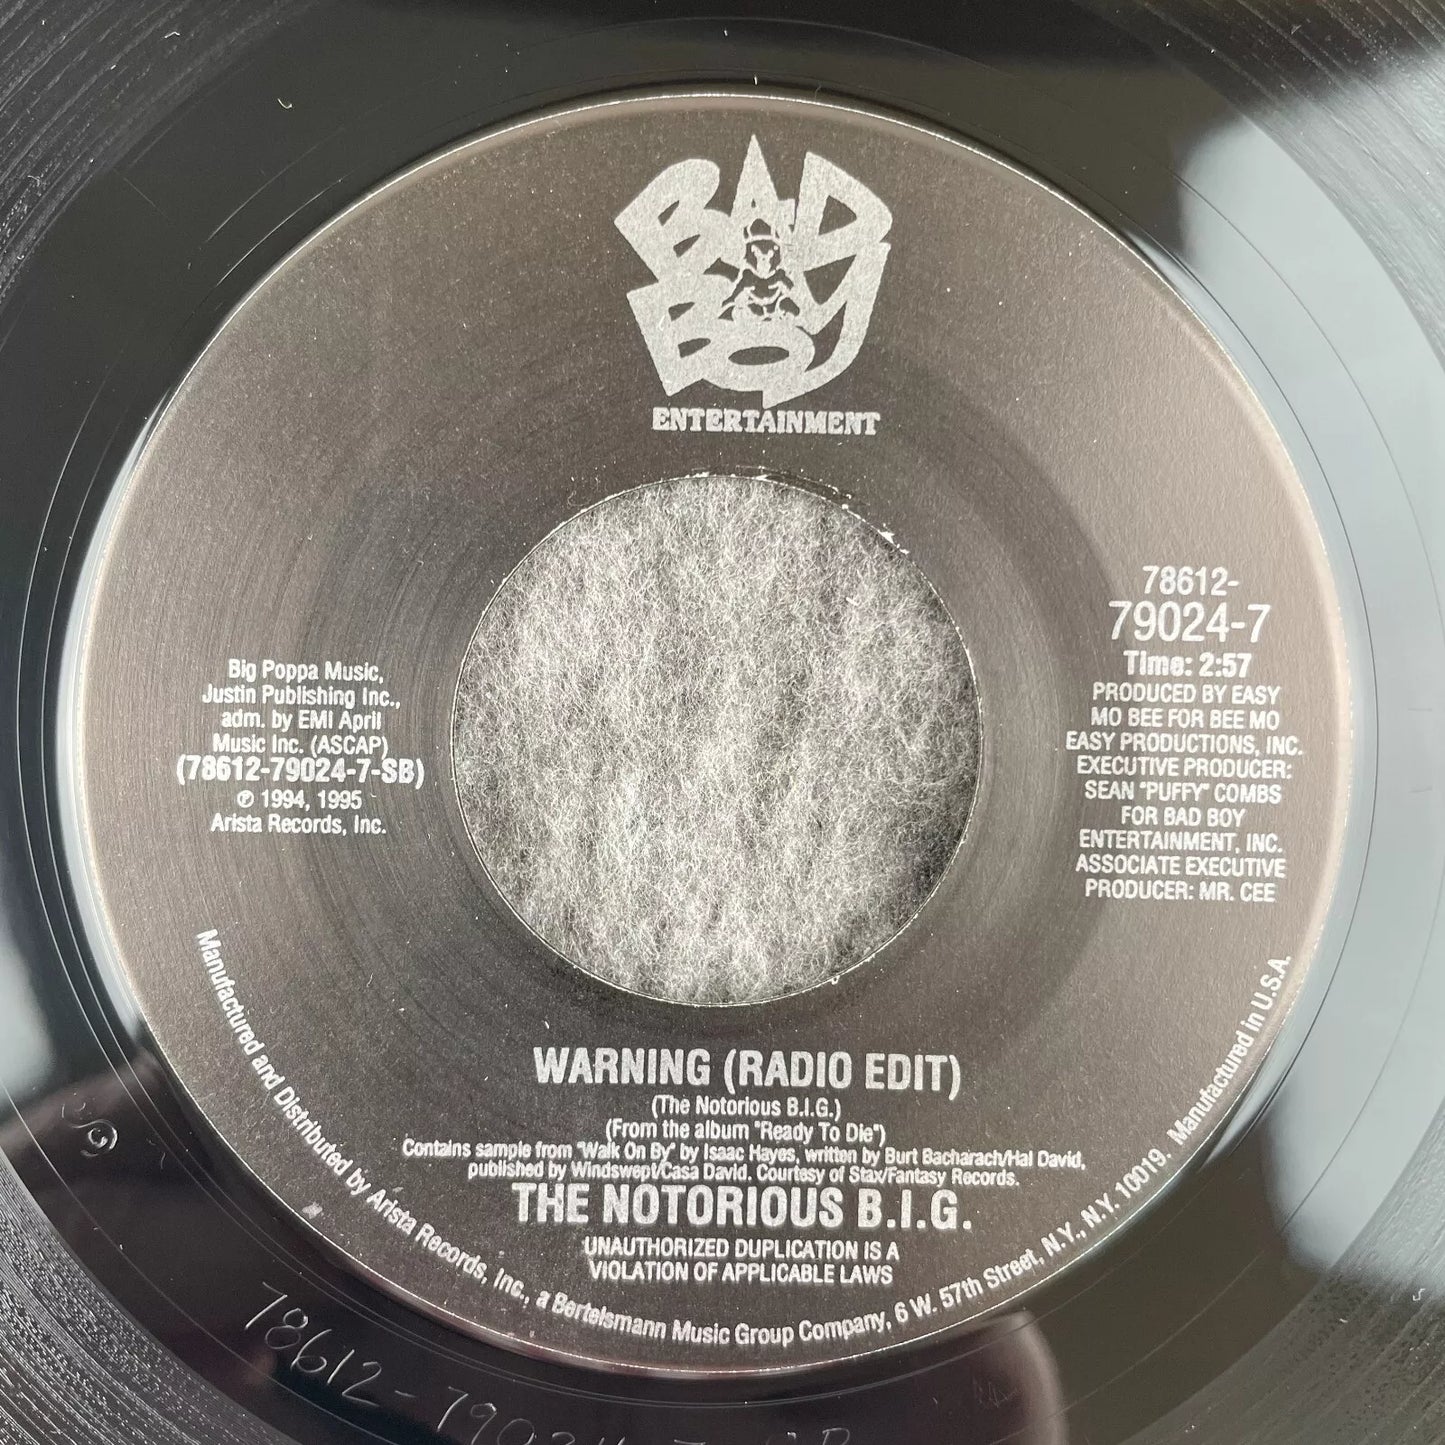 BAD BOY
ENTERTAINMENT
78612-
79024-7
Time: 2:57
PRODUCED BY EASY
MO BEE FOR BEE MO
EASY PRODUCTIONS, INC.
EXECUTIVE PRODUCER:
SEAN "PUFFY" COMBS
FOR BAD BOY
ENTERTAINMENT, INC.
ASSOCIATE EXECUTIVE
PRODUCER: MR. CEE
Big Poppa Music,
Justin Publishing Inc.,
adm. by EMI April
Music Inc. (ASCAP)
(78612-79024-7-SB)
℗ 1994, 1995
Arista Records, Inc.
WARNING (RADIO EDIT)
(The Notorious B.I.G.)
(From the album "Ready To Die")
Contains sample from "Walk On By" by Isaac Hayes, written by Burt Bacharach/Hal David,
published by Windswept/Casa David. Courtesy of Stax/Fantasy Records.
THE NOTORIOUS B.I.G.
UNAUTHORIZED DUPLICATION IS A
VIOLATION OF APPLICABLE LAWS
Manufactured and Distributed by Arista Records, Inc., a Bertelsmann Music Group Company, 6 W. 57th Street, N.Y., N.Y. 10019. Manufactured in U.S.A.
78612-79024-7